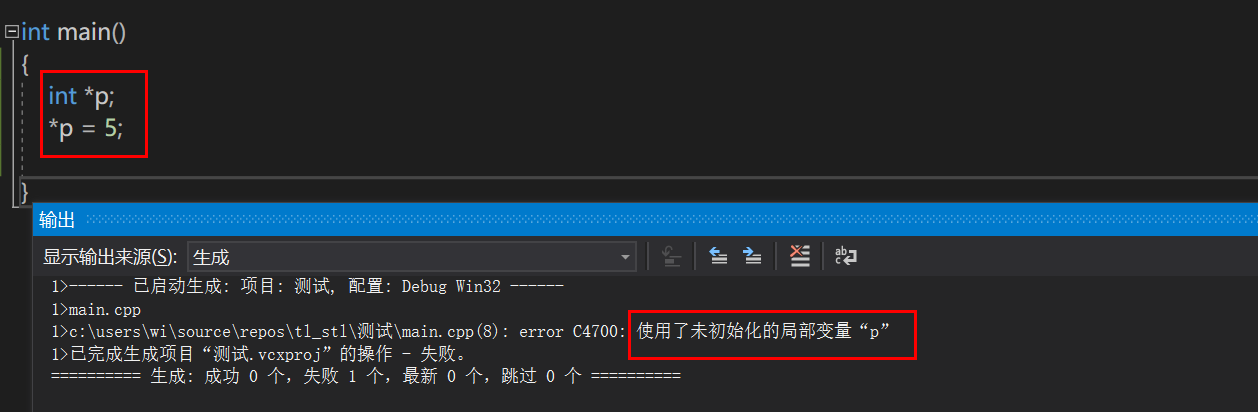 int main()
{
int *p;
*p = 5;
}
输出
显示输出来源(S): 生成
1>------ 已启动生成: 项目: 测试, 配置: Debug Win32 ------
1>main.cpp
1>c:\users\wi\source\repos\tl_stl\测试\main.cpp(8): error C4700: 使用了未初始化的局部变量“p”
1>已完成生成项目“测试.vcxproj”的操作 - 失败。
========== 生成: 成功 0 个，失败 1 个，最新 0 个，跳过 0 个 ==========